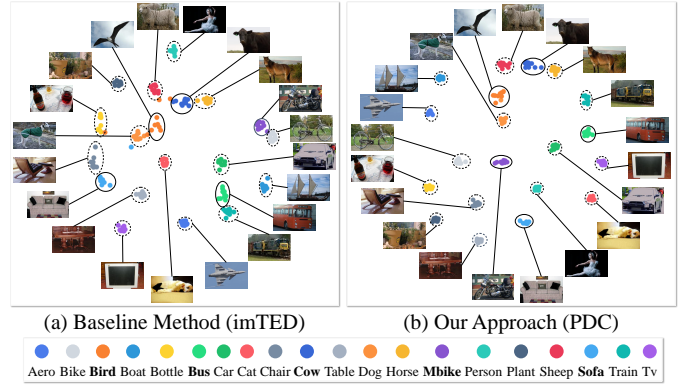 (a) Baseline Method (imTED)
(b) Our Approach (PDC)
Aero Bike Bird Boat Bottle Bus Car Cat Chair Cow Table Dog Horse Mbike Person Plant Sheep Sofa Train Tv